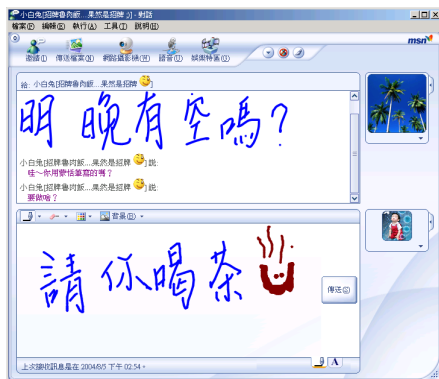 小白兔[招牌魯肉飯....果然是招牌 ;)] - 對話
檔案(F) 編輯(E) 執行(A) 工具(T) 說明(H)
msn
邀請(I) 傳送檔案(N) 網路攝影機(W) 語音(U) 娛樂特區(G)
給: 小白兔[招牌魯肉飯....果然是招牌 ]
明晚有空嗎?
小白兔[招牌魯肉飯....果然是招牌 ] 說:
哇～你用蒙恬筆寫的嗎?
小白兔[招牌魯肉飯....果然是招牌 ] 說:
要做啥?
背景(B)
請你喝茶
傳送(S)
上次接收訊息是在 2004/8/5 下午 02:54。
A